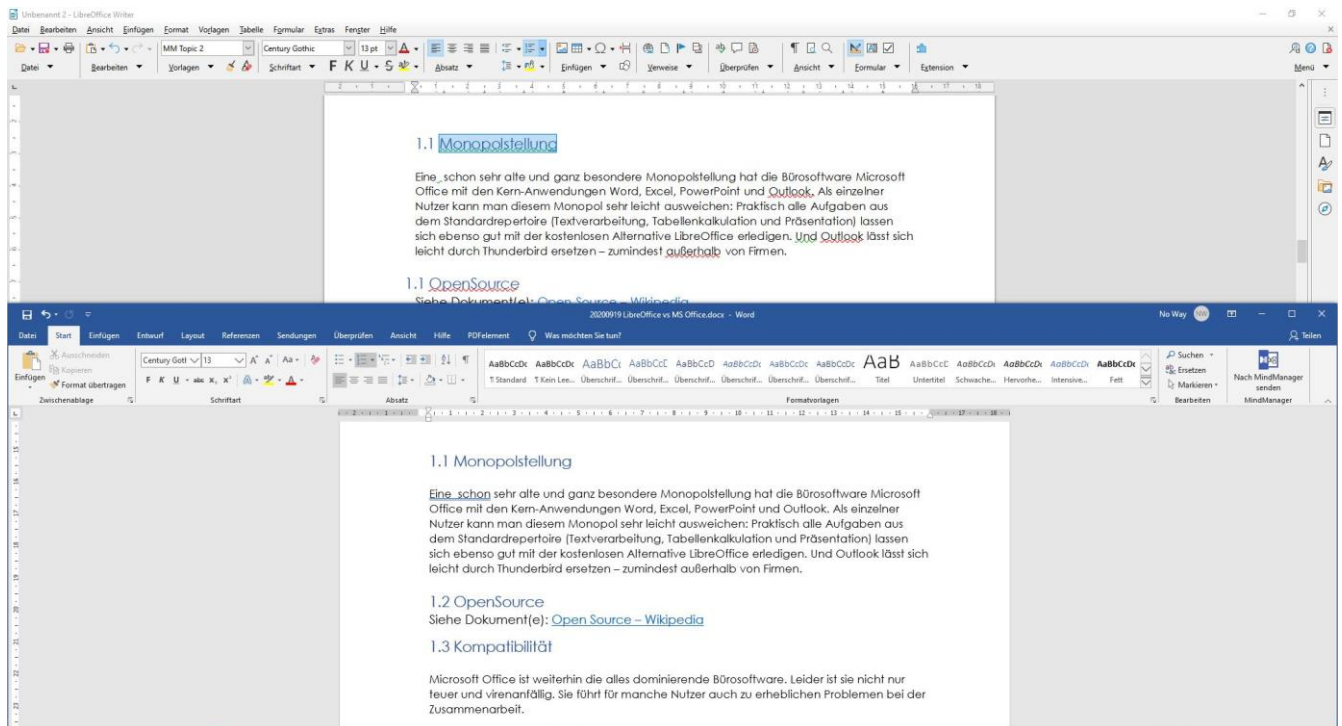 Unbenannt 2 - LibreOffice Writer
Datei Bearbeiten Ansicht Einfügen Format Vorlagen Tabelle Formular Extras Fenster Hilfe
MM Topic 2 Century Gothic 13 pt
Datei Bearbeiten Vorlagen Schriftart F K U S Absatz Einfügen Verweise Überprüfen Ansicht Formular Extension Menü
1.1 Monopolstellung
Eine schon sehr alte und ganz besondere Monopolstellung hat die Bürosoftware Microsoft
Office mit den Kern-Anwendungen Word, Excel, PowerPoint und Outlook. Als einzelner
Nutzer kann man diesem Monopol sehr leicht ausweichen: Praktisch alle Aufgaben aus
dem Standardrepertoire (Textverarbeitung, Tabellenkalkulation und Präsentation) lassen
sich ebenso gut mit der kostenlosen Alternative LibreOffice erledigen. Und Outlook lässt sich
leicht durch Thunderbird ersetzen – zumindest außerhalb von Firmen.
1.1 OpenSource
Siehe Dokument(e): Open Source – Wikipedia
20200919 LibreOffice vs MS Office.docx - Word No Way NW
Datei Start Einfügen Entwurf Layout Referenzen Sendungen Überprüfen Ansicht Hilfe PDFelement Was möchten Sie tun? Teilen
Einfügen
Ausschneiden
Kopieren
Format übertragen
Zwischenablage
Century Gotl 13
F K U abc x₂ x²
Schriftart
Absatz
AaBbCcDc AaBbCcDc AaBbCc AaBbCcE AaBbCcD AaBbCcDc AaBbCcDc AaBbCcDc AaBbCcDc AaB AaBbCcE AaBbCcDc AaBbCcDc AaBbCcDc AaBbCcDc
¶ Standard ¶ Kein Lee... Überschrif... Überschrif... Überschrif... Überschrif... Überschrif... Überschrif... Überschrif... Titel Untertitel Schwache... Hervorhe... Intensive... Fett
Formatvorlagen
Suchen
Ersetzen
Markieren
Bearbeiten
Nach MindManager
senden
MindManager
1.1 Monopolstellung
Eine schon sehr alte und ganz besondere Monopolstellung hat die Bürosoftware Microsoft
Office mit den Kern-Anwendungen Word, Excel, PowerPoint und Outlook. Als einzelner
Nutzer kann man diesem Monopol sehr leicht ausweichen: Praktisch alle Aufgaben aus
dem Standardrepertoire (Textverarbeitung, Tabellenkalkulation und Präsentation) lassen
sich ebenso gut mit der kostenlosen Alternative LibreOffice erledigen. Und Outlook lässt sich
leicht durch Thunderbird ersetzen – zumindest außerhalb von Firmen.
1.2 OpenSource
Siehe Dokument(e): Open Source – Wikipedia
1.3 Kompatibilität
Microsoft Office ist weiterhin die alles dominierende Bürosoftware. Leider ist sie nicht nur
teuer und virenanfällig. Sie führt für manche Nutzer auch zu erheblichen Problemen bei der
Zusammenarbeit.